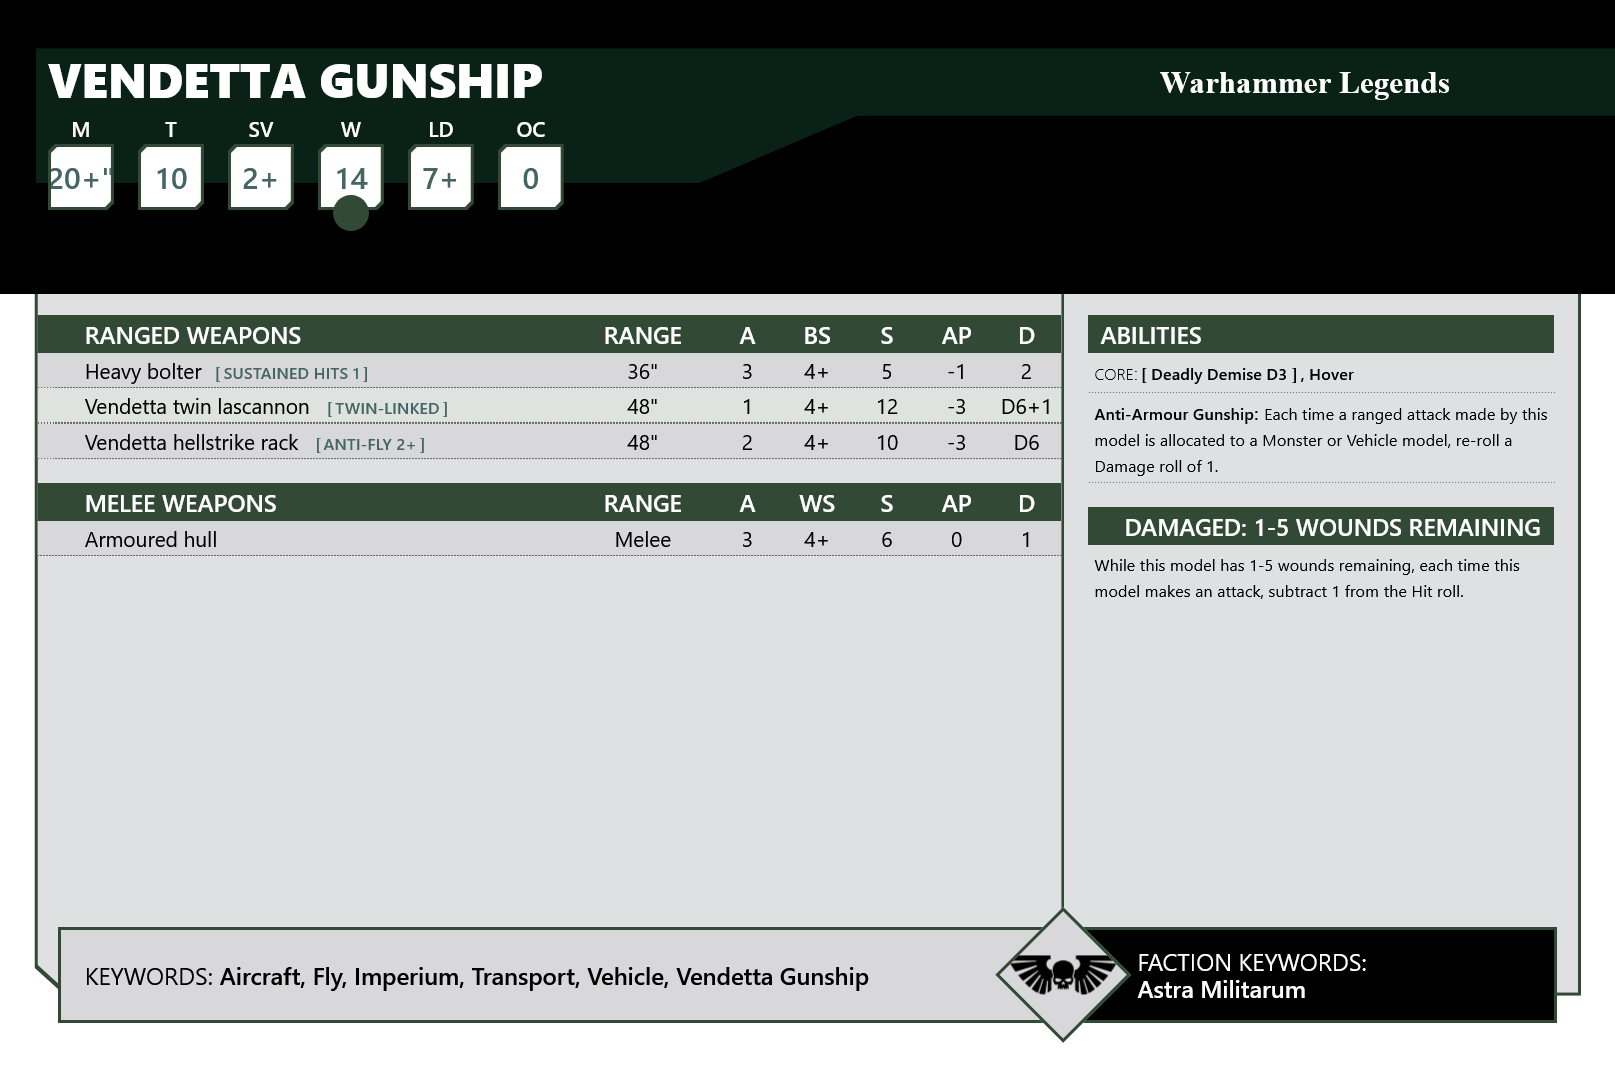 VENDETTA GUNSHIP
Warhammer Legends
M T SV W LD OC
20+" 10 2+ 14 7+ 0
RANGED WEAPONS RANGE A BS S AP D
Heavy bolter [ SUSTAINED HITS 1 ] 36" 3 4+ 5 -1 2
Vendetta twin lascannon [ TWIN-LINKED ] 48" 1 4+ 12 -3 D6+1
Vendetta hellstrike rack [ ANTI-FLY 2+ ] 48" 2 4+ 10 -3 D6
MELEE WEAPONS RANGE A WS S AP D
Armoured hull Melee 3 4+ 6 0 1
ABILITIES
CORE: [ Deadly Demise D3 ] , Hover
Anti-Armour Gunship: Each time a ranged attack made by this
model is allocated to a Monster or Vehicle model, re-roll a
Damage roll of 1.
DAMAGED: 1-5 WOUNDS REMAINING
While this model has 1-5 wounds remaining, each time this
model makes an attack, subtract 1 from the Hit roll.
KEYWORDS: Aircraft, Fly, Imperium, Transport, Vehicle, Vendetta Gunship
FACTION KEYWORDS:
Astra Militarum